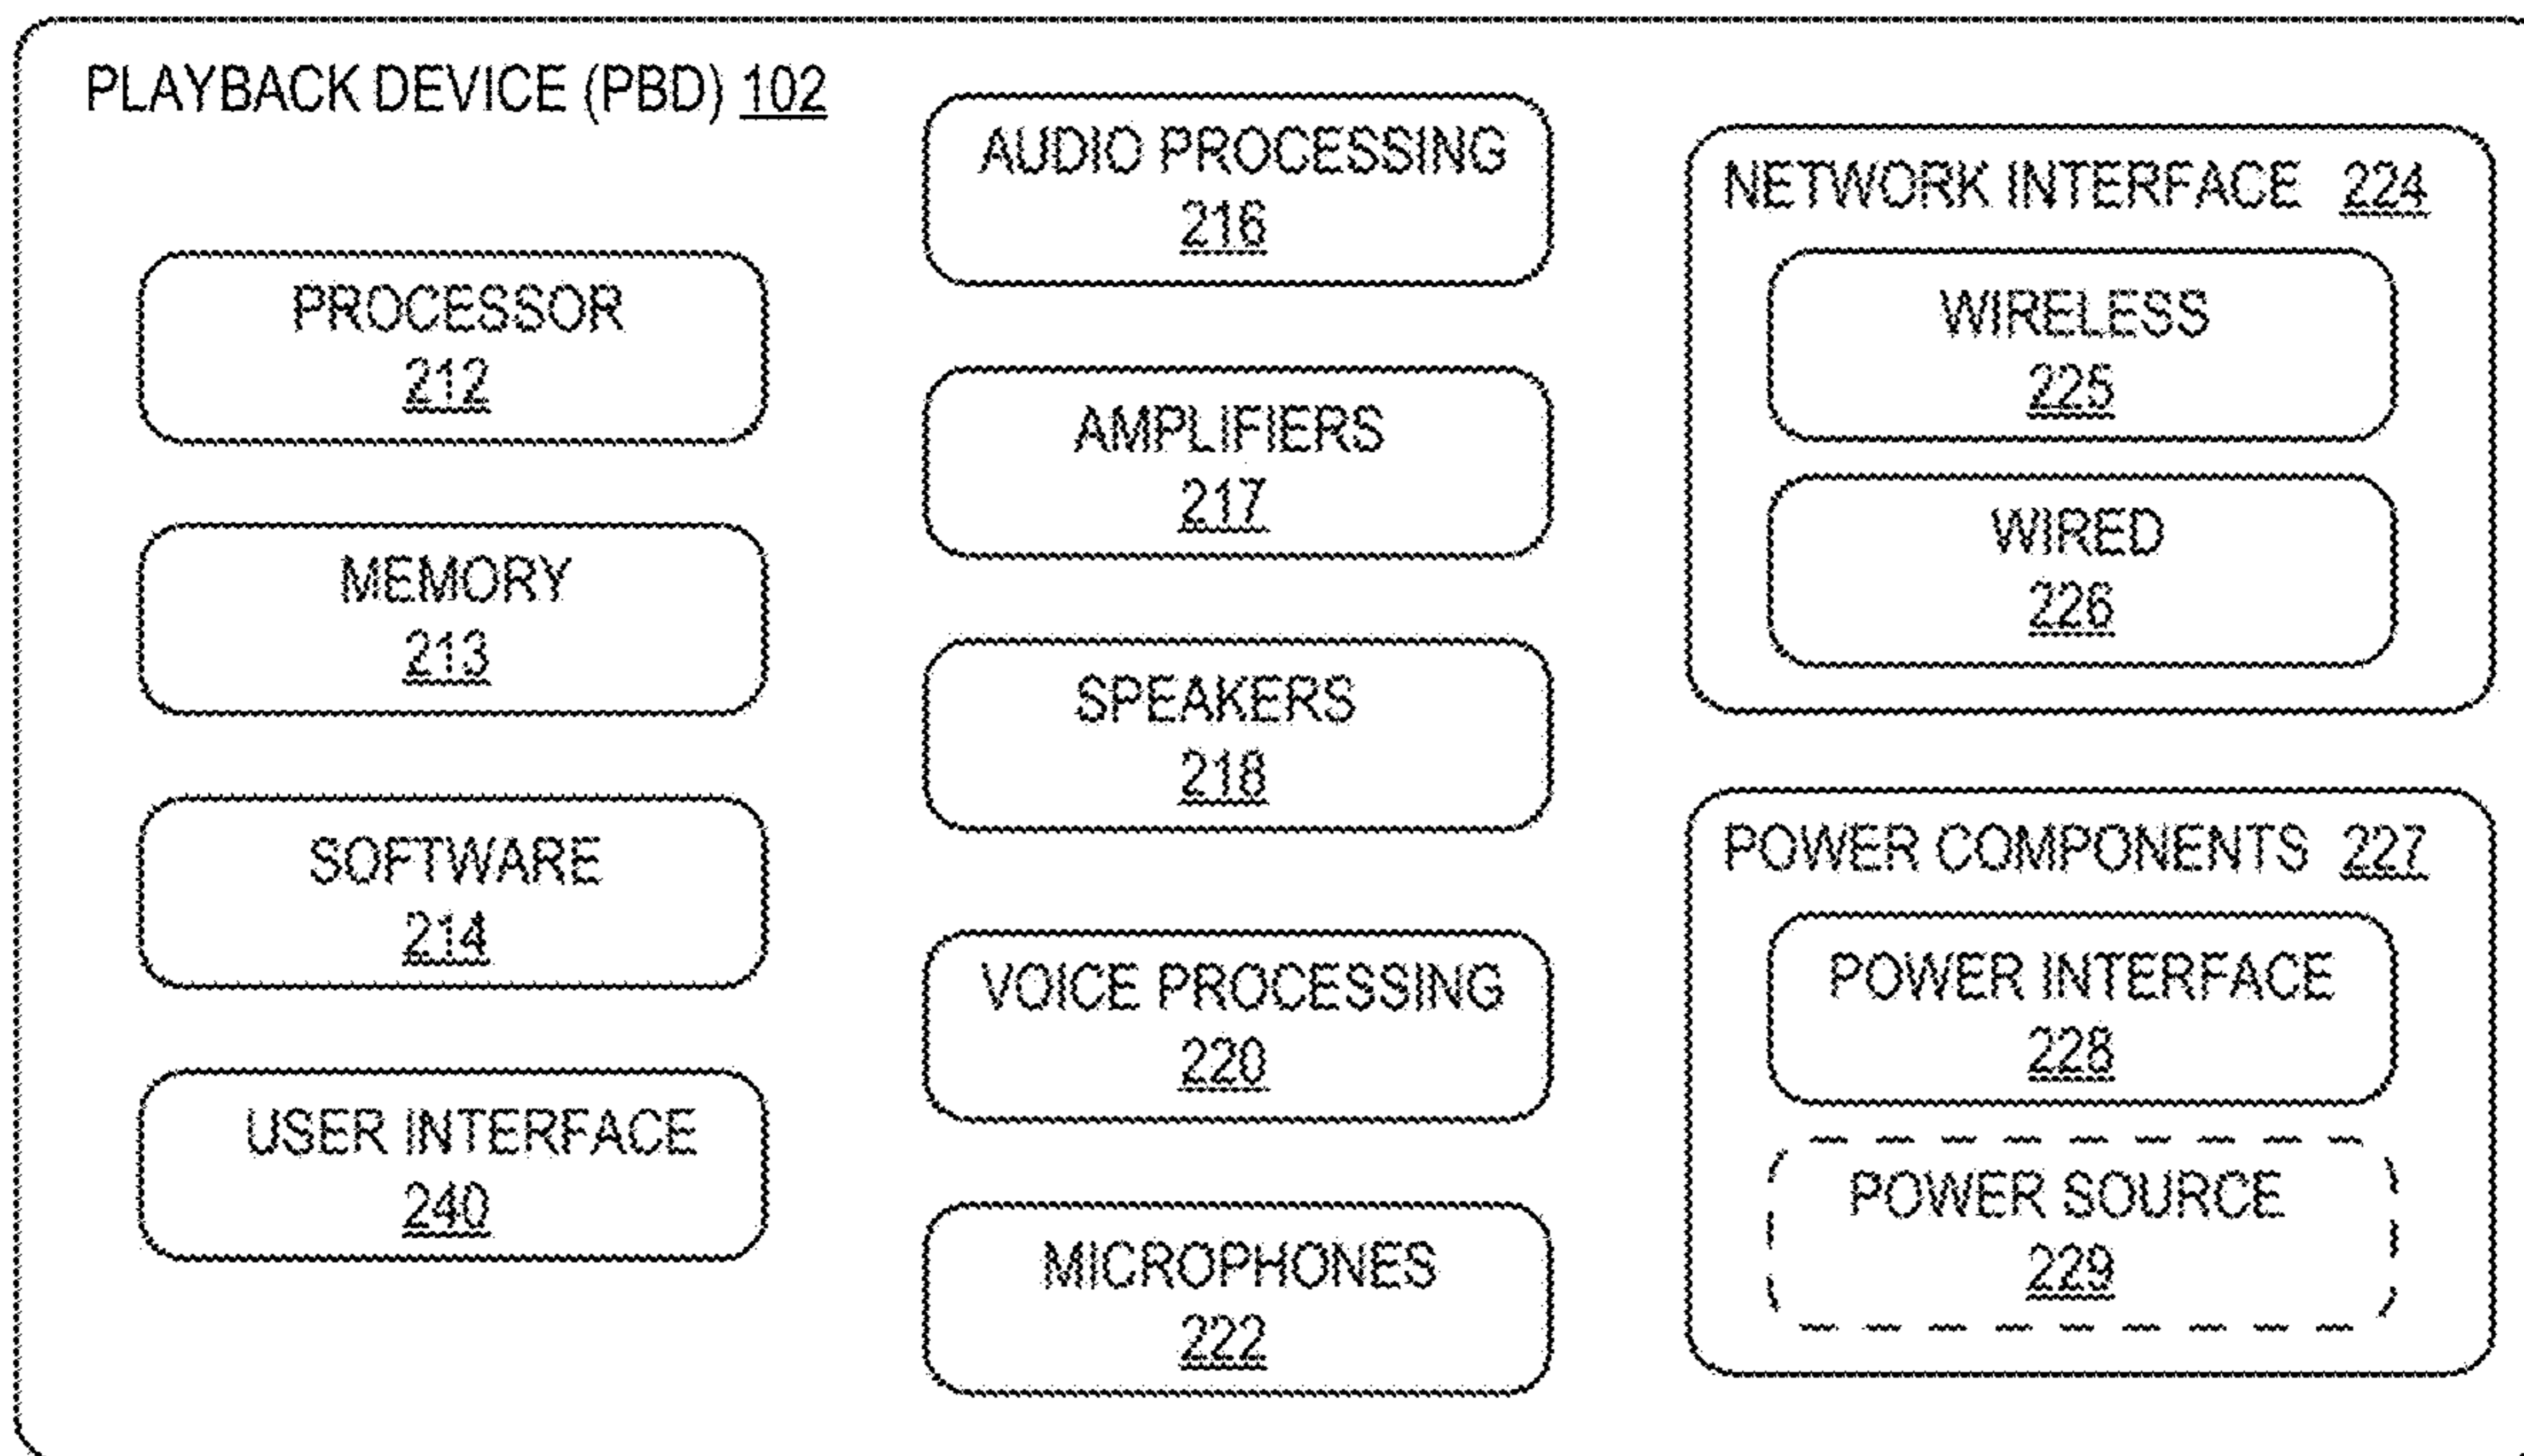 PLAYBACK DEVICE (PBD) 102
PROCESSOR
212
MEMORY
213
SOFTWARE
214
USER INTERFACE
240
AUDIO PROCESSING
216
AMPLIFIERS
217
SPEAKERS
218
VOICE PROCESSING
220
MICROPHONES
222
NETWORK INTERFACE 224
WIRELESS
225
WIRED
226
POWER COMPONENTS 227
POWER INTERFACE
228
POWER SOURCE
229